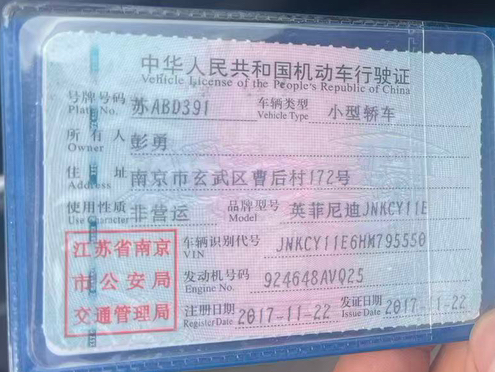 中华人民共和国机动车行驶证
Vehicle License of the People's Republic of China
号牌号码 苏ABD391 车辆类型 小型轿车
Plate No. Vehicle Type
所有人 彭勇
Owner
住址 南京市玄武区曹后村172号
Address
使用性质 非营运 品牌型号 英菲尼迪JNKCY11E
Use Character Model
江苏省南京市公安局交通管理局
车辆识别代号 JNKCY11E6HM795550
VIN
发动机号码 924648AVQ25
Engine No.
注册日期 2017-11-22 发证日期 2017-11-22
Register Date Issue Date